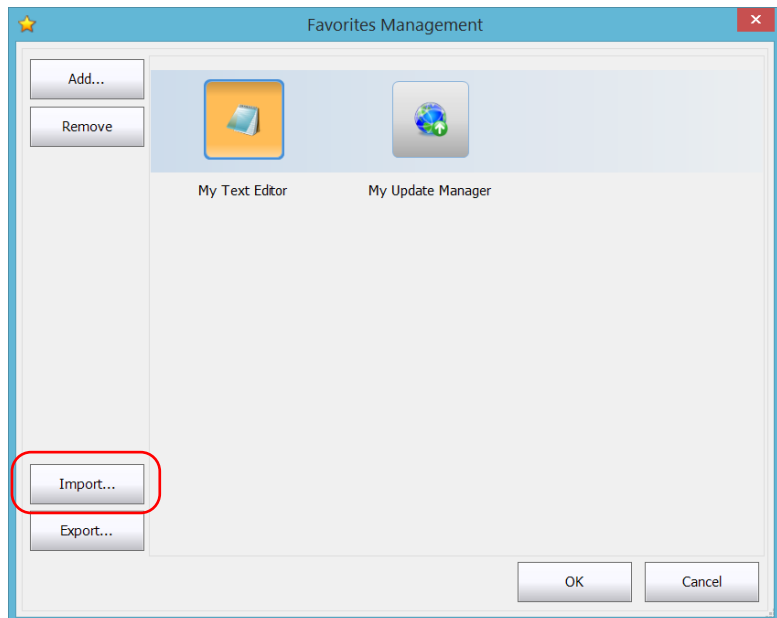 Favorites Management
Add...
Remove
My Text Editor
My Update Manager
Import...
Export...
OK
Cancel